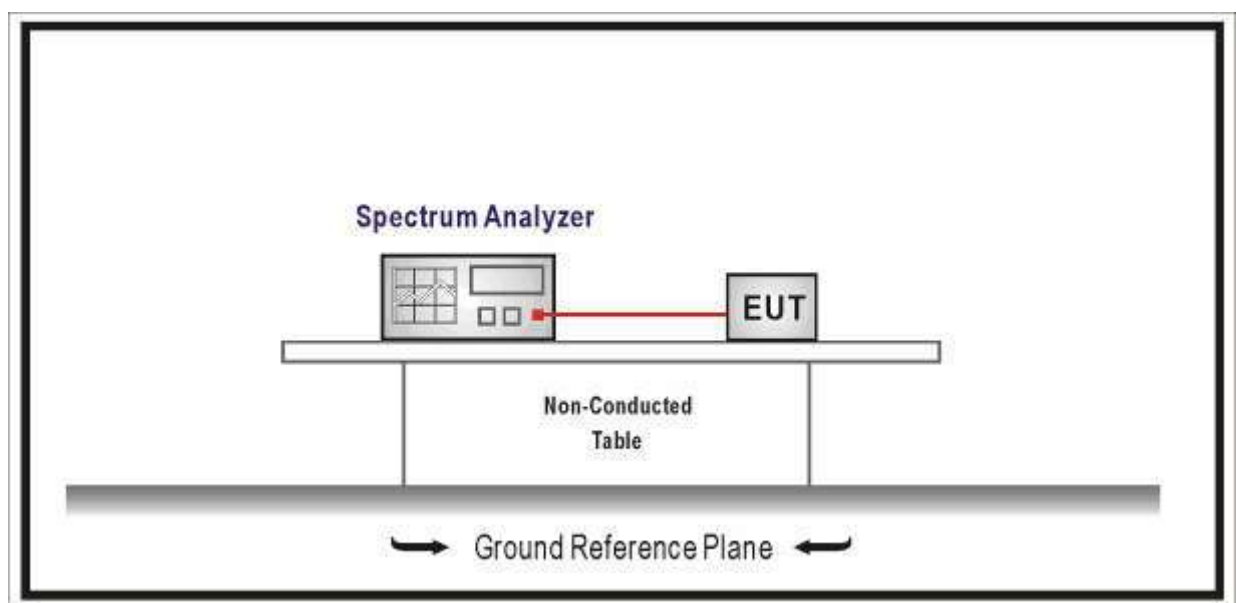 Spectrum Analyzer
EUT
Non-Conducted
Table
Ground Reference Plane